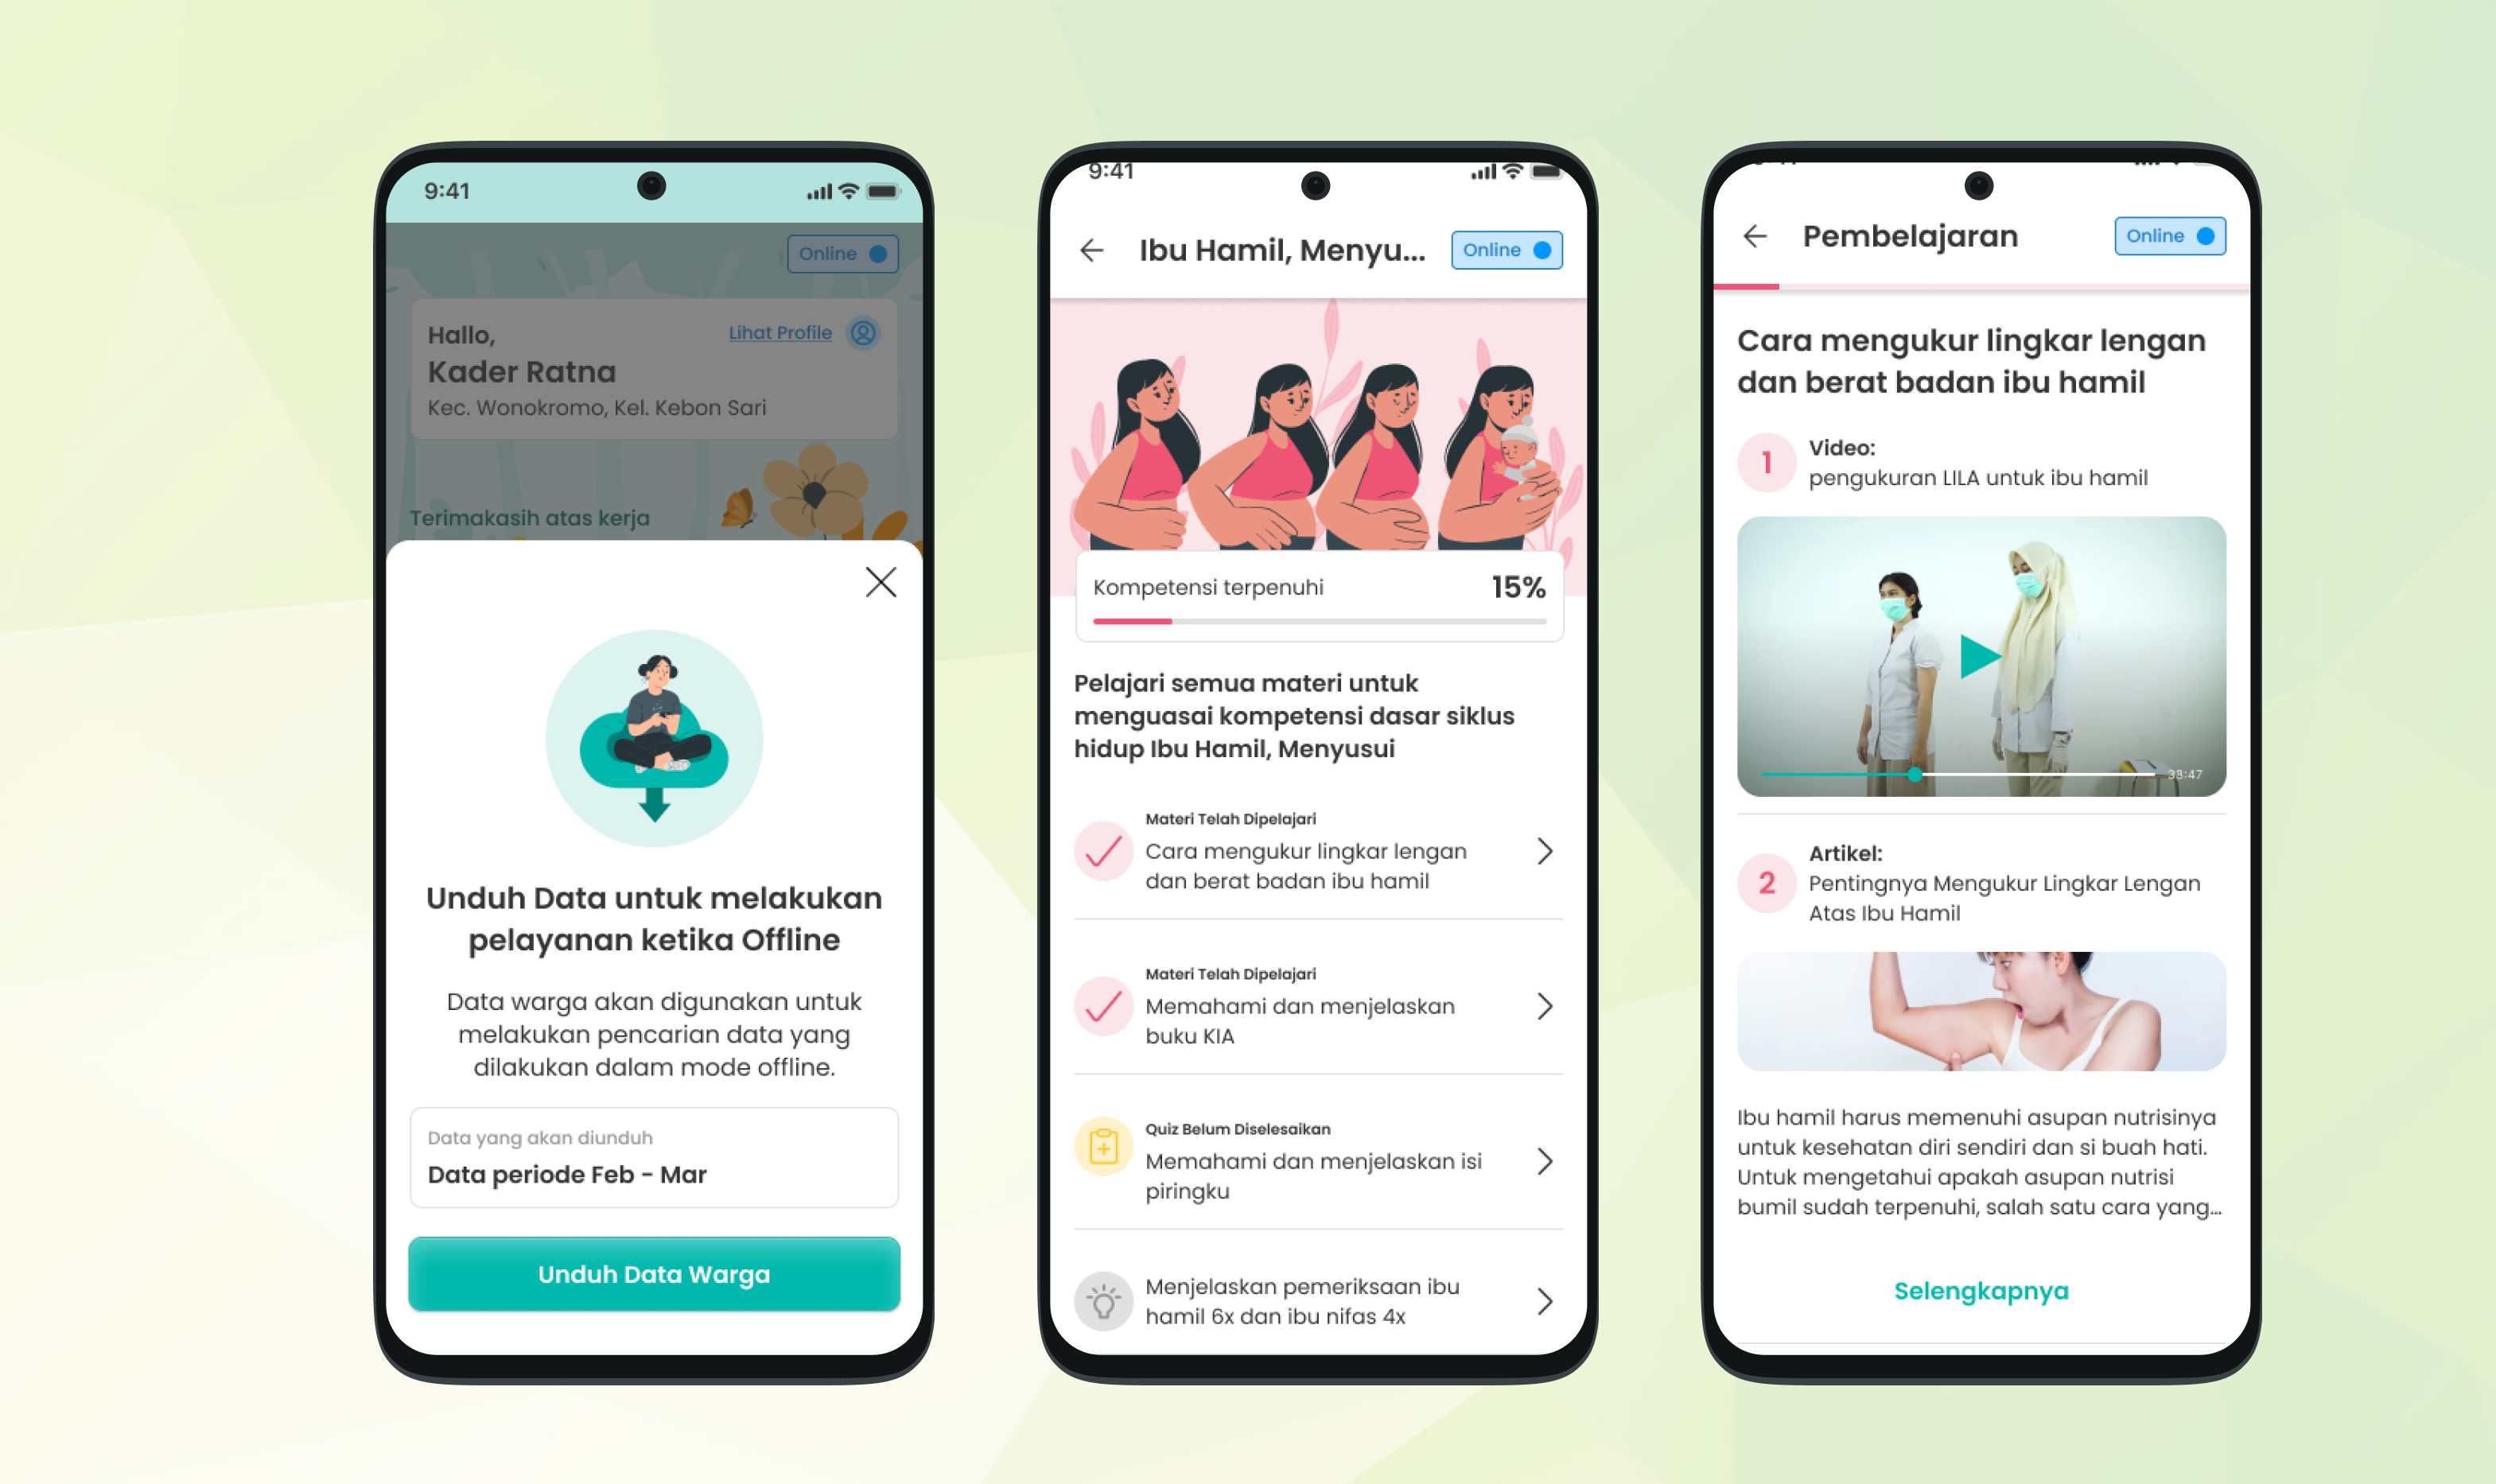 9:41
Online
Hallo,
Lihat Profile
Kader Ratna
Kec. Wonokromo, Kel. Kebon Sari
Terimakasih atas kerja
Unduh Data untuk melakukan
pelayanan ketika Offline
Data warga akan digunakan untuk
melakukan pencarian data yang
dilakukan dalam mode offline.
Data yang akan diunduh
Data periode Feb - Mar
Unduh Data Warga
9:41
Ibu Hamil, Menyu...
Online
Kompetensi terpenuhi
15%
Pelajari semua materi untuk
menguasai kompetensi dasar siklus
hidup Ibu Hamil, Menyusui
Materi Telah Dipelajari
Cara mengukur lingkar lengan
dan berat badan ibu hamil
Materi Telah Dipelajari
Memahami dan menjelaskan
buku KIA
Quiz Belum Diselesaikan
Memahami dan menjelaskan isi
piringku
Menjelaskan pemeriksaan ibu
hamil 6x dan ibu nifas 4x
Pembelajaran
Online
Cara mengukur lingkar lengan
dan berat badan ibu hamil
1
Video:
pengukuran LILA untuk ibu hamil
38:47
2
Artikel:
Pentingnya Mengukur Lingkar Lengan
Atas Ibu Hamil
Ibu hamil harus memenuhi asupan nutrisinya
untuk kesehatan diri sendiri dan si buah hati.
Untuk mengetahui apakah asupan nutrisi
bumil sudah terpenuhi, salah satu cara yang...
Selengkapnya